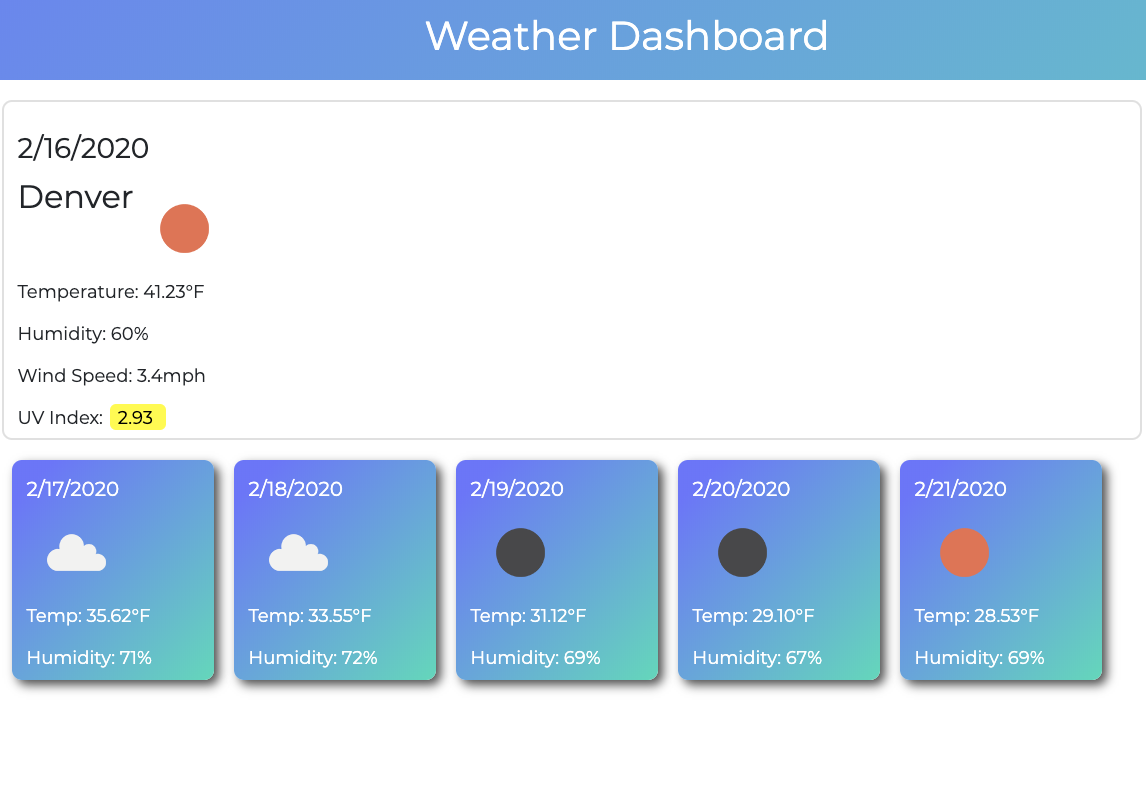 Weather Dashboard
2/16/2020
Denver
Temperature: 41.23°F
Humidity: 60%
Wind Speed: 3.4mph
UV Index: 2.93
2/17/2020
Temp: 35.62°F
Humidity: 71%
2/18/2020
Temp: 33.55°F
Humidity: 72%
2/19/2020
Temp: 31.12°F
Humidity: 69%
2/20/2020
Temp: 29.10°F
Humidity: 67%
2/21/2020
Temp: 28.53°F
Humidity: 69%